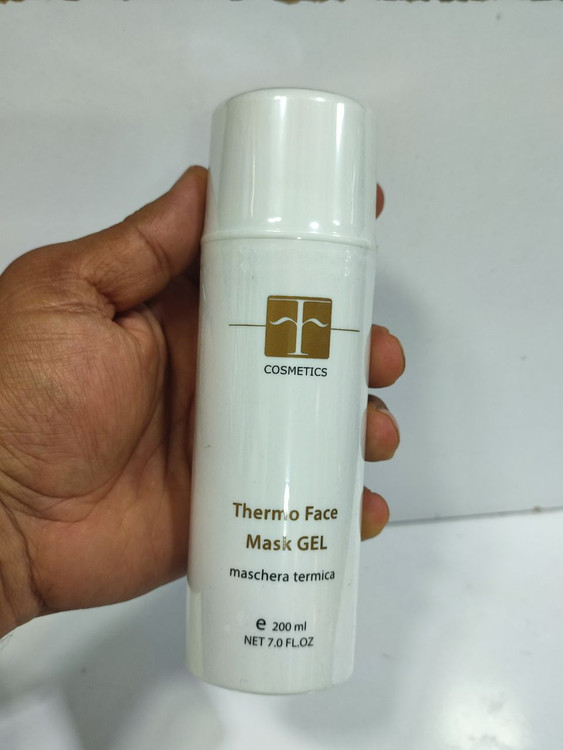 T
COSMETICS
Thermo Face
Mask GEL
maschera termica
e 200 ml
NET 7.0 FL.OZ